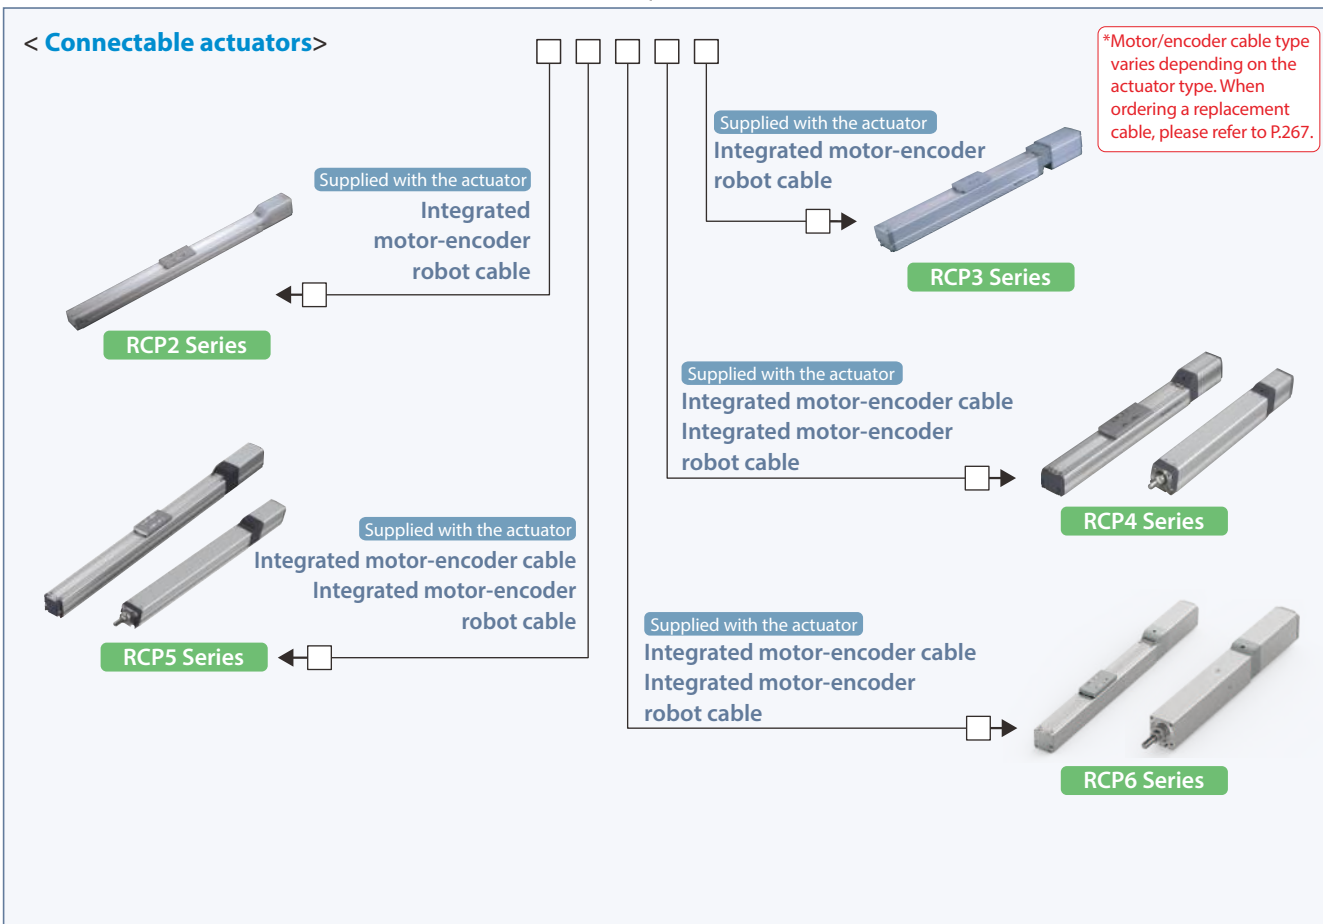 < Connectable actuators>
*Motor/encoder cable type
varies depending on the
actuator type. When
ordering a replacement
cable, please refer to P.267.
Supplied with the actuator
Integrated motor-encoder
robot cable
RCP3 Series
Supplied with the actuator
Integrated
motor-encoder
robot cable
RCP2 Series
Supplied with the actuator
Integrated motor-encoder cable
Integrated motor-encoder
robot cable
RCP4 Series
Supplied with the actuator
Integrated motor-encoder cable
Integrated motor-encoder
robot cable
RCP5 Series
Supplied with the actuator
Integrated motor-encoder cable
Integrated motor-encoder
robot cable
RCP6 Series